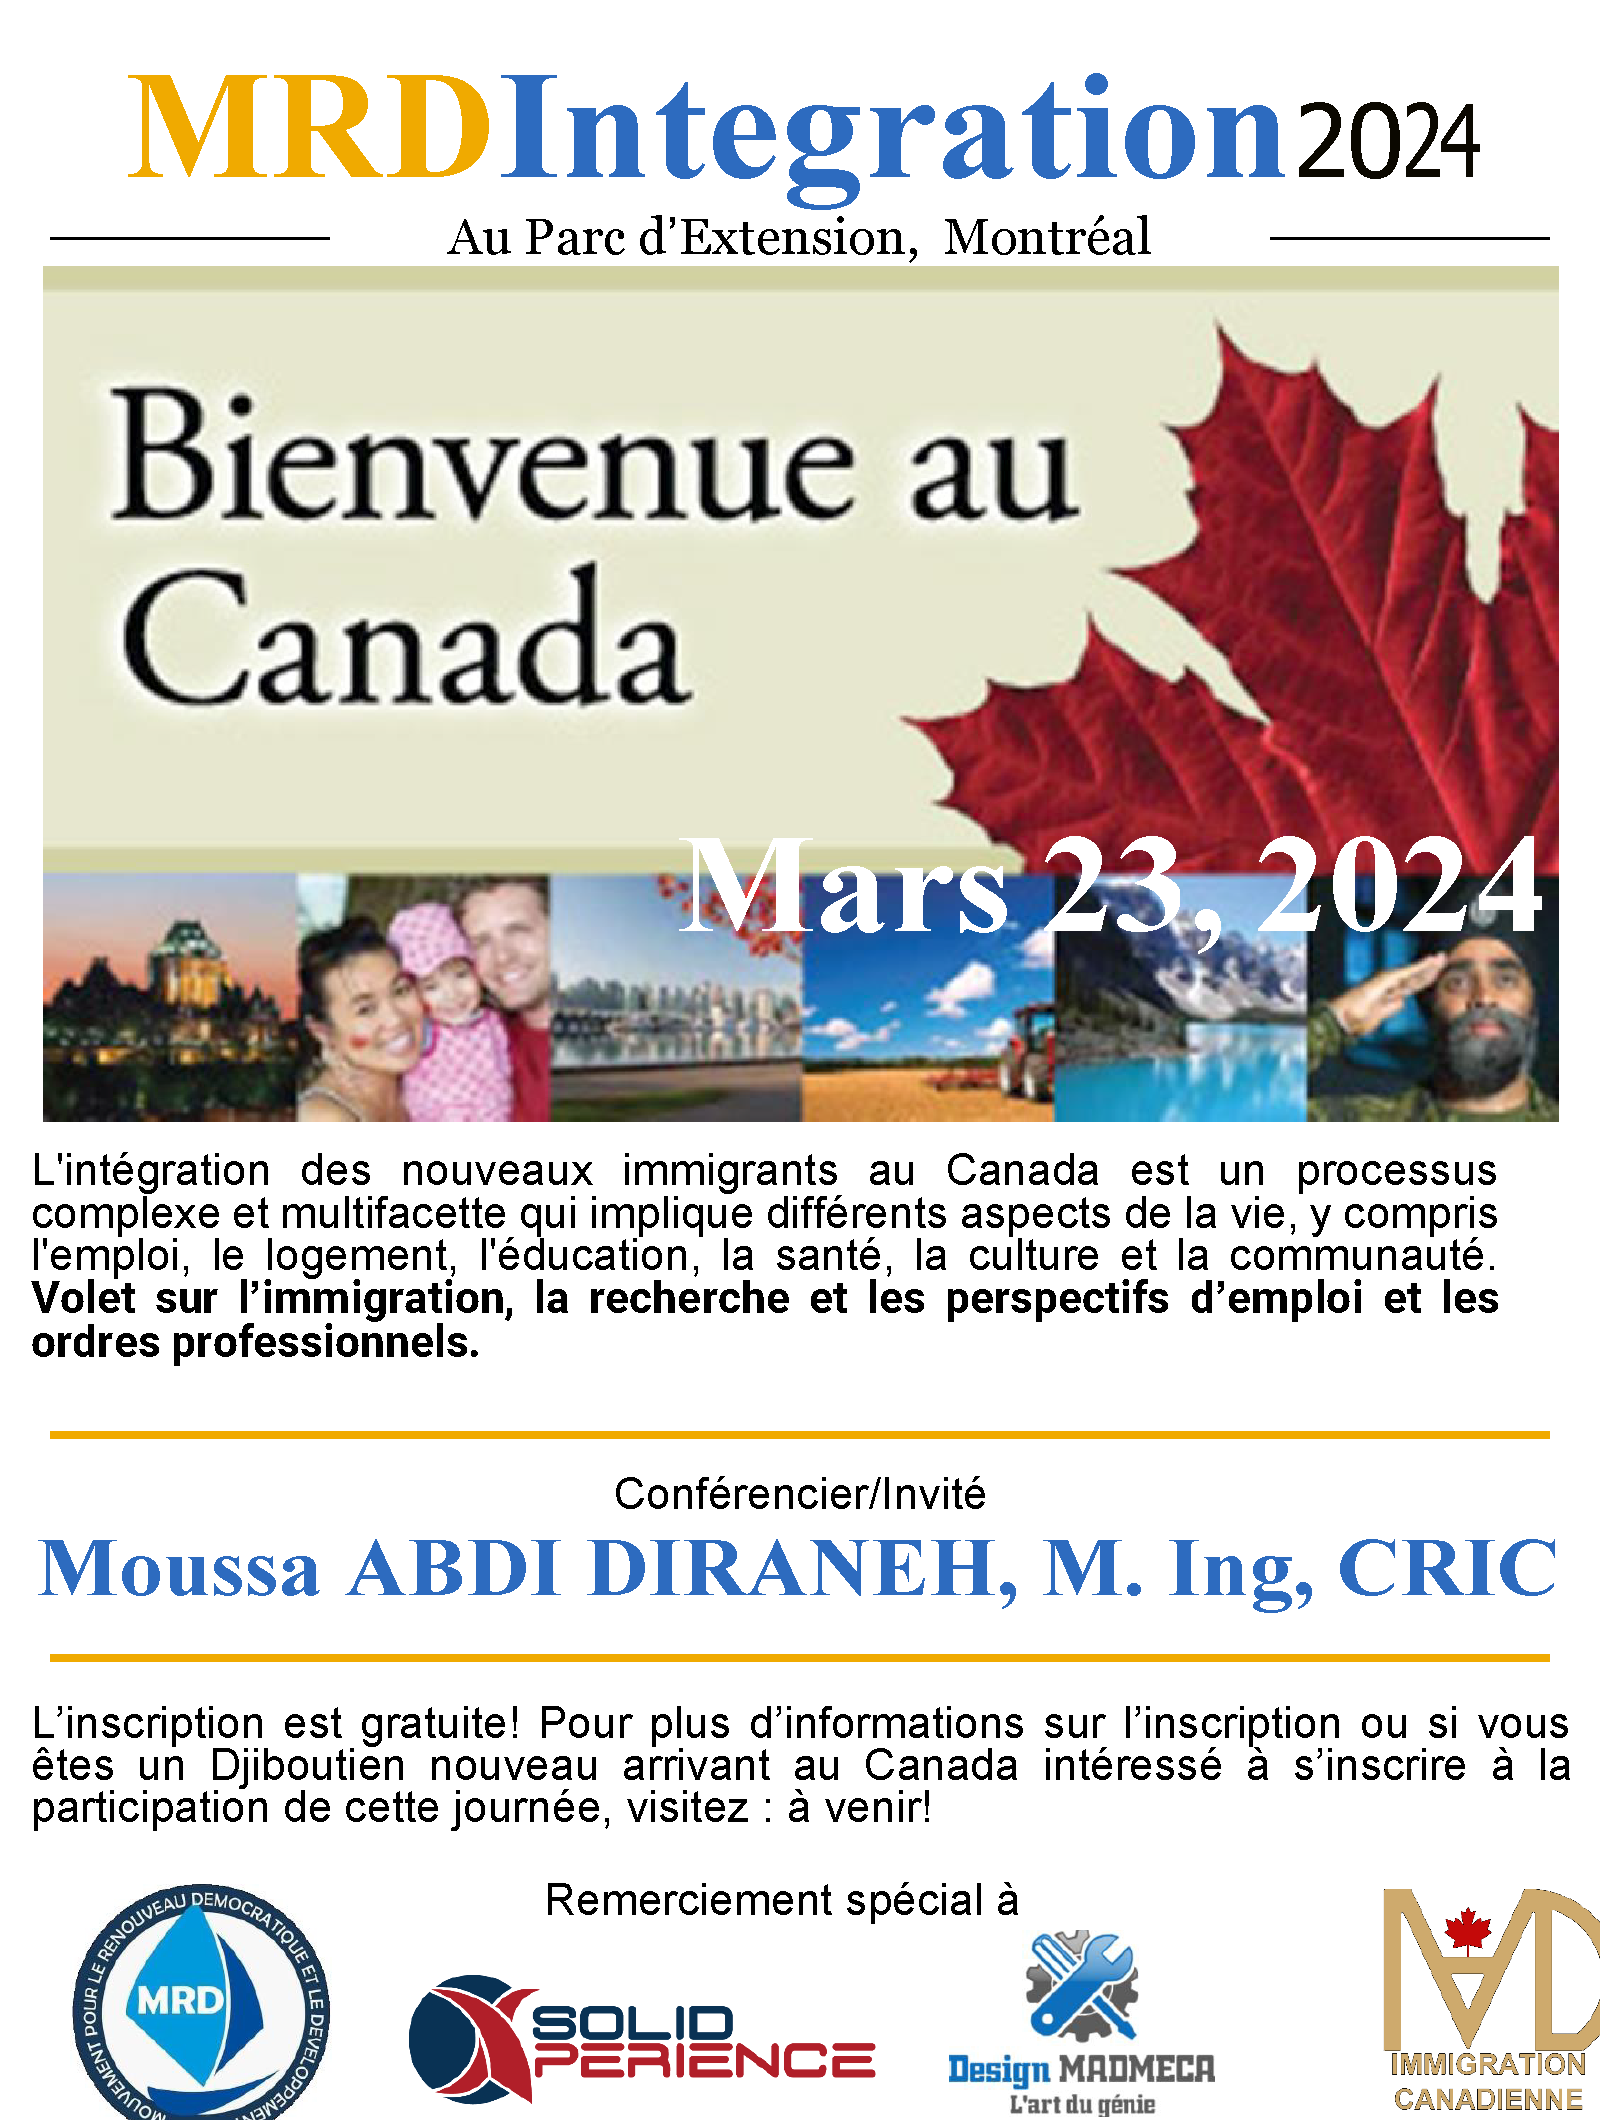 MRDIntegration2024
Au Parc d’Extension, Montréal
Bienvenue au
Canada
Mars 23, 2024
L'intégration des nouveaux immigrants au Canada est un processus
complexe et multifacette qui implique différents aspects de la vie, y compris
l'emploi, le logement, l'éducation, la santé, la culture et la communauté.
Volet sur l’immigration, la recherche et les perspectifs d’emploi et les
ordres professionnels.
Conférencier/Invité
Moussa ABDI DIRANEH, M. Ing, CRIC
L’inscription est gratuite! Pour plus d’informations sur l’inscription ou si vous
êtes un Djiboutien nouveau arrivant au Canada intéressé à s’inscrire à la
participation de cette journée, visitez : à venir!
Remerciement spécial à
MOUVEMENT POUR LE RENOUVEAU DEMOCRATIQUE ET LE DEVELOPPEMEN
MRD
SOLID
XPERIENCE
Design MADMECA
L'art du génie
MAD
IMMIGRATION
CANADIENNE